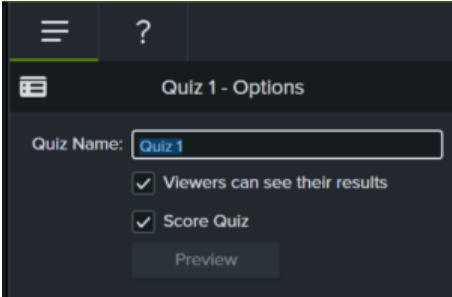 ?
Quiz 1 - Options
Quiz Name: Quiz 1
Viewers can see their results
Score Quiz
Preview